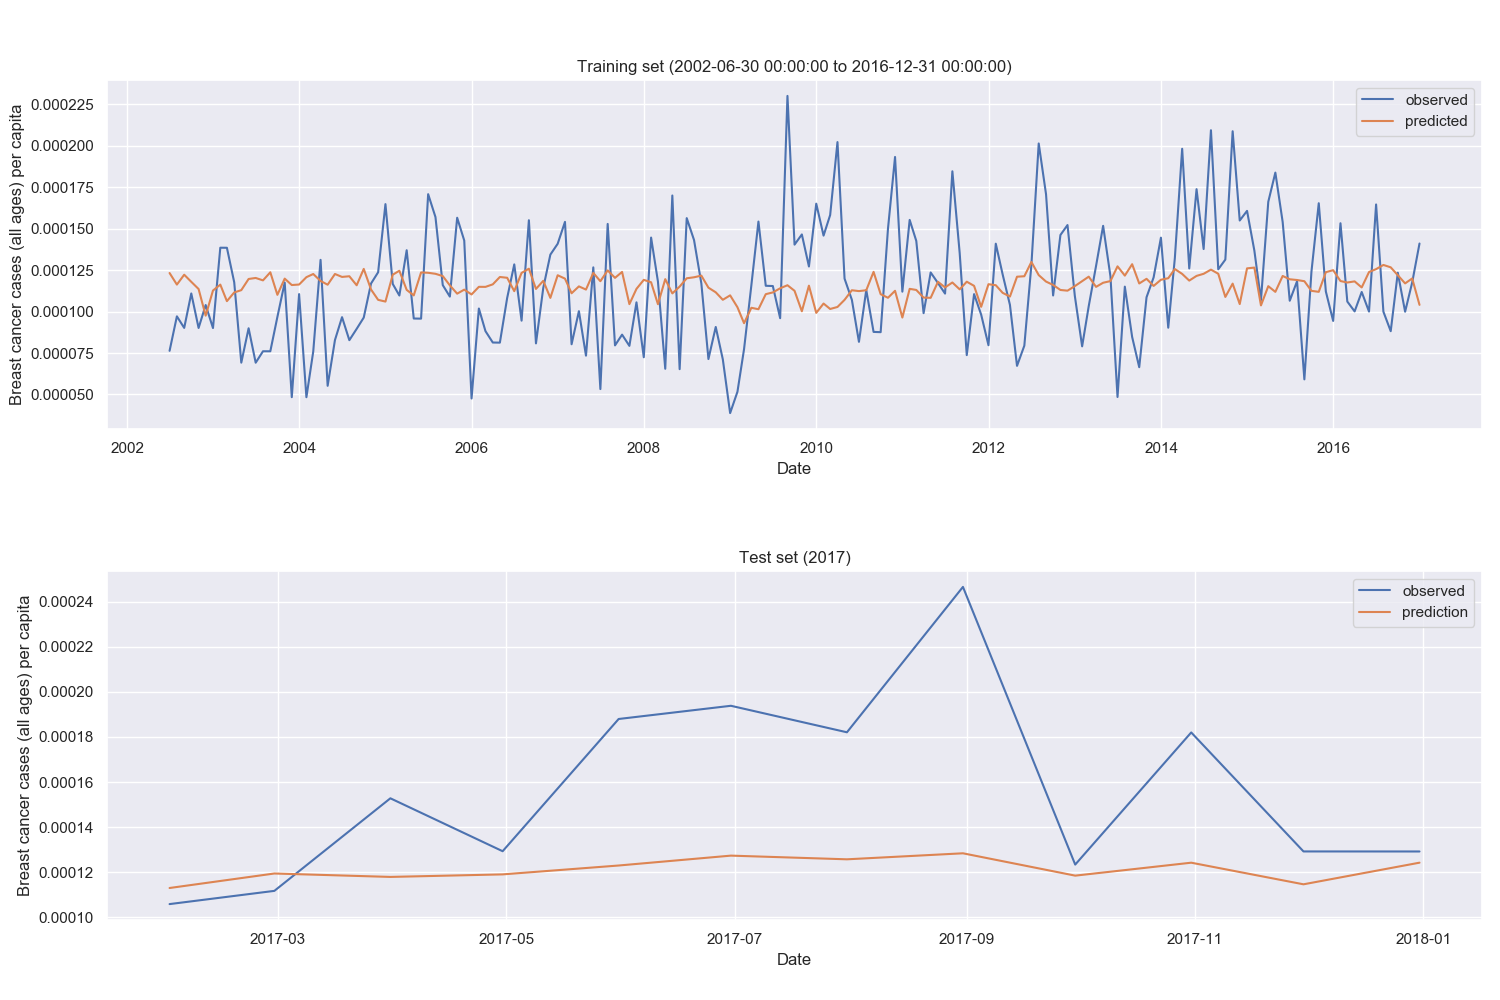 Training set (2002-06-30 00:00:00 to 2016-12-31 00:00:00)
Breast cancer cases (all ages) per capita
0.000225
0.000200
0.000175
0.000150
0.000125
0.000100
0.000075
0.000050
observed
predicted
2002 2004 2006 2008 2010 2012 2014 2016
Date
Test set (2017)
Breast cancer cases (all ages) per capita
0.00024
0.00022
0.00020
0.00018
0.00016
0.00014
0.00012
0.00010
observed
prediction
2017-03 2017-05 2017-07 2017-09 2017-11 2018-01
Date